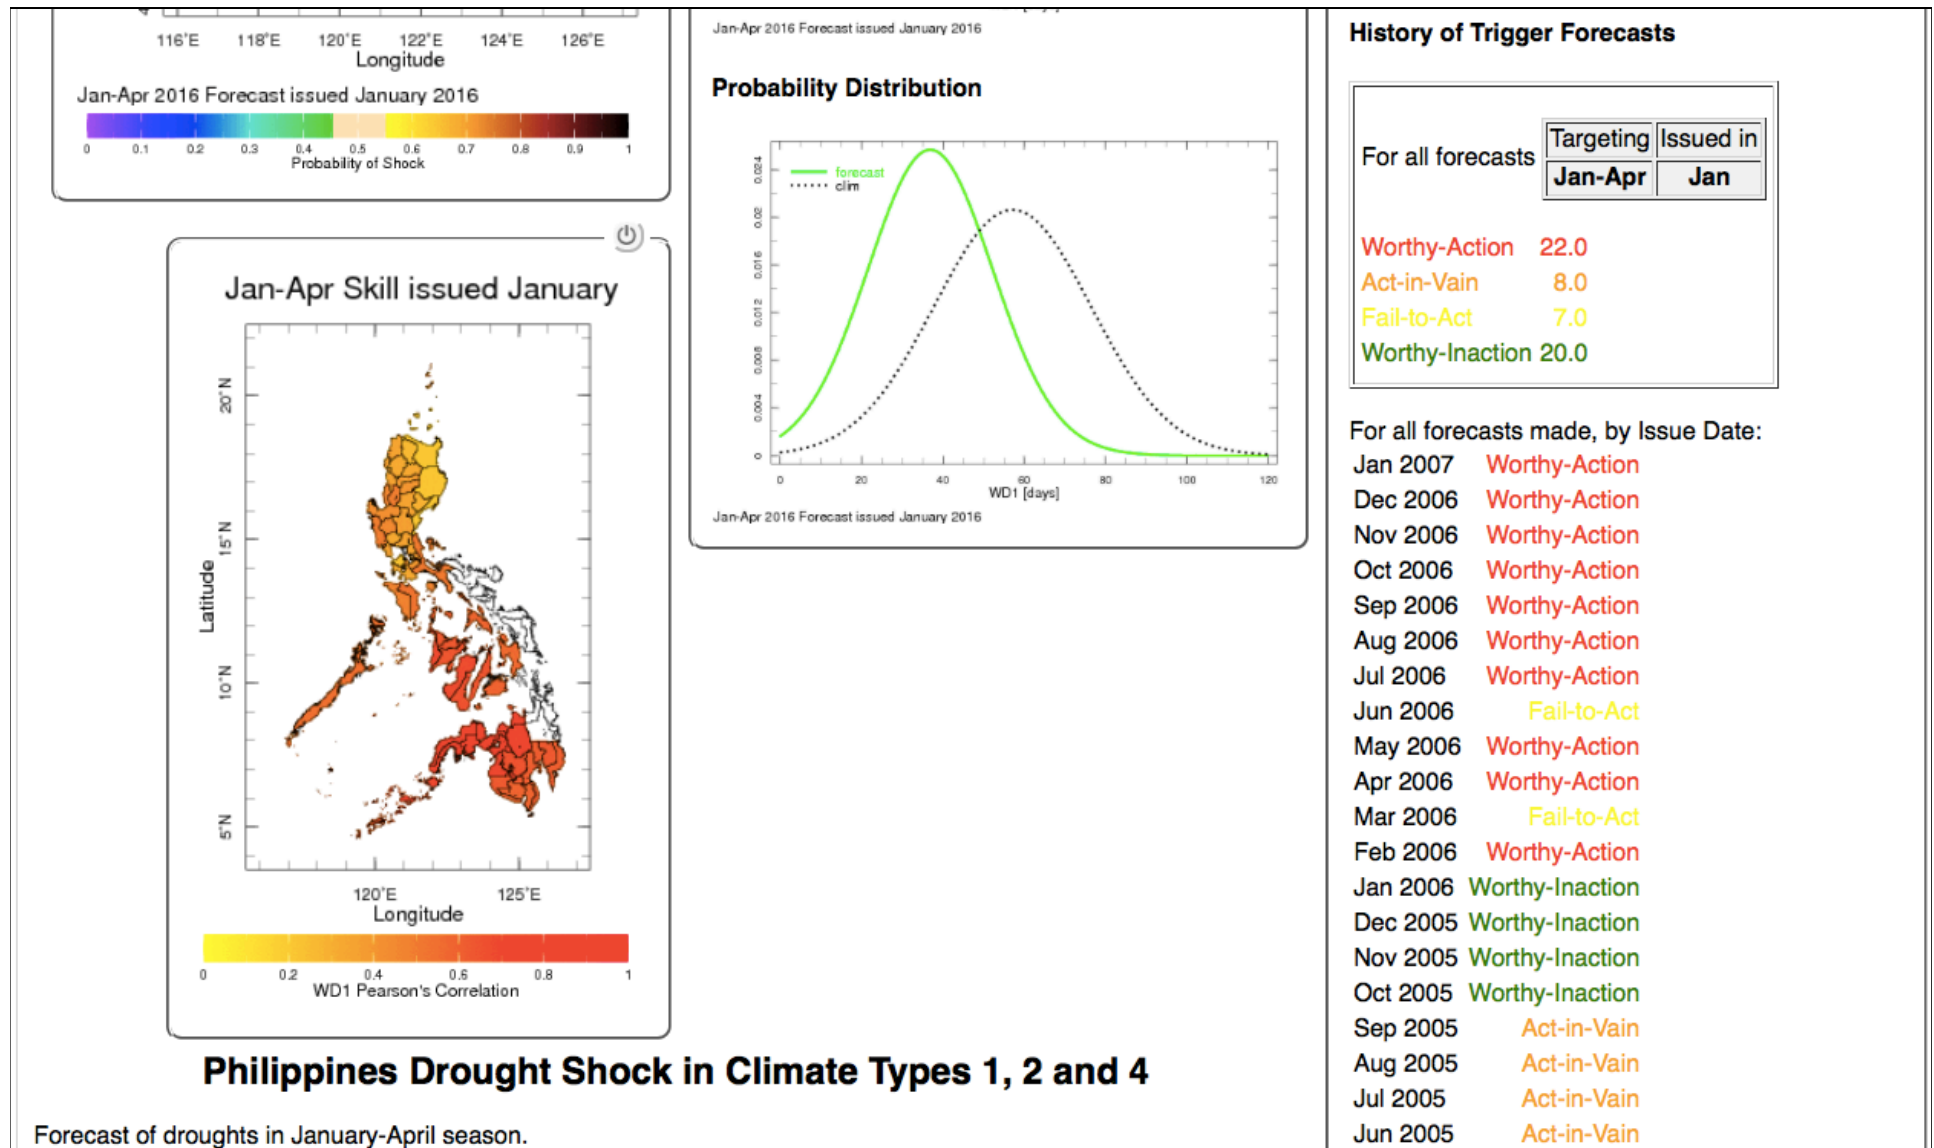 116°E 118°E 120°E 122°E 124°E 126°E
Longitude
Jan-Apr 2016 Forecast issued January 2016
0 0.1 0.2 0.3 0.4 0.5 0.6 0.7 0.8 0.9 1
Probability of Shock
Jan-Apr Skill issued January
20°N
15°N
10°N
5°N
Latitude
120°E 125°E
Longitude
0 0.2 0.4 0.6 0.8 1
WD1 Pearson's Correlation
Jan-Apr 2016 Forecast issued January 2016
Probability Distribution
forecast
clim
0.024
0.02
0.016
0.012
0.008
0.004
0
0 20 40 60 80 100 120
WD1 [days]
Jan-Apr 2016 Forecast issued January 2016
Philippines Drought Shock in Climate Types 1, 2 and 4
Forecast of droughts in January-April season.
History of Trigger Forecasts
For all forecasts
Targeting Issued in
Jan-Apr Jan
Worthy-Action 22.0
Act-in-Vain 8.0
Fail-to-Act 7.0
Worthy-Inaction 20.0
For all forecasts made, by Issue Date:
Jan 2007 Worthy-Action
Dec 2006 Worthy-Action
Nov 2006 Worthy-Action
Oct 2006 Worthy-Action
Sep 2006 Worthy-Action
Aug 2006 Worthy-Action
Jul 2006 Worthy-Action
Jun 2006 Fail-to-Act
May 2006 Worthy-Action
Apr 2006 Worthy-Action
Mar 2006 Fail-to-Act
Feb 2006 Worthy-Action
Jan 2006 Worthy-Inaction
Dec 2005 Worthy-Inaction
Nov 2005 Worthy-Inaction
Oct 2005 Worthy-Inaction
Sep 2005 Act-in-Vain
Aug 2005 Act-in-Vain
Jul 2005 Act-in-Vain
Jun 2005 Act-in-Vain